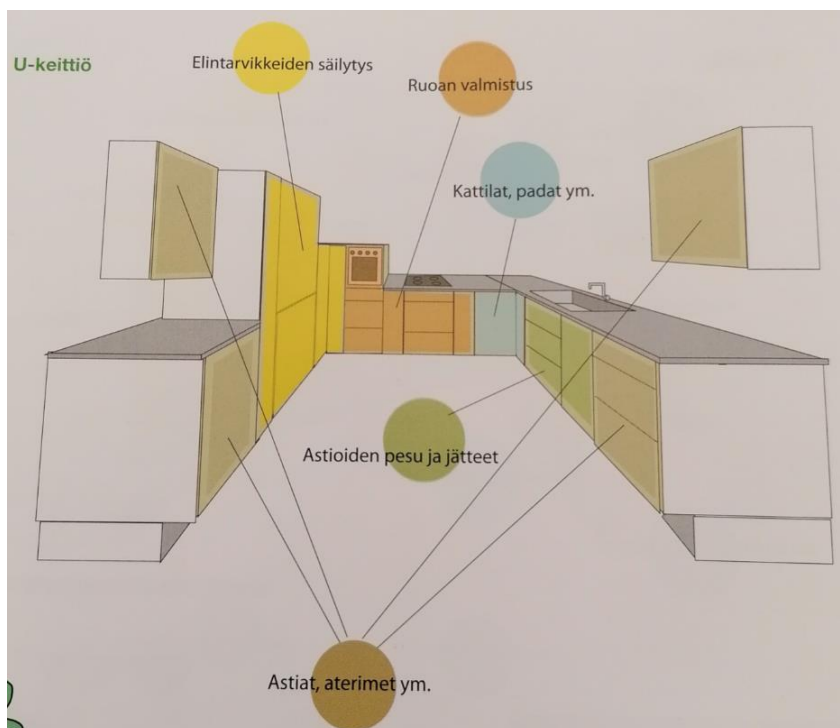 U-keittiö
Elintarvikkeiden säilytys
Ruoan valmistus
Kattilat, padat ym.
Astioiden pesu ja jätteet
Astiat, aterimet ym.